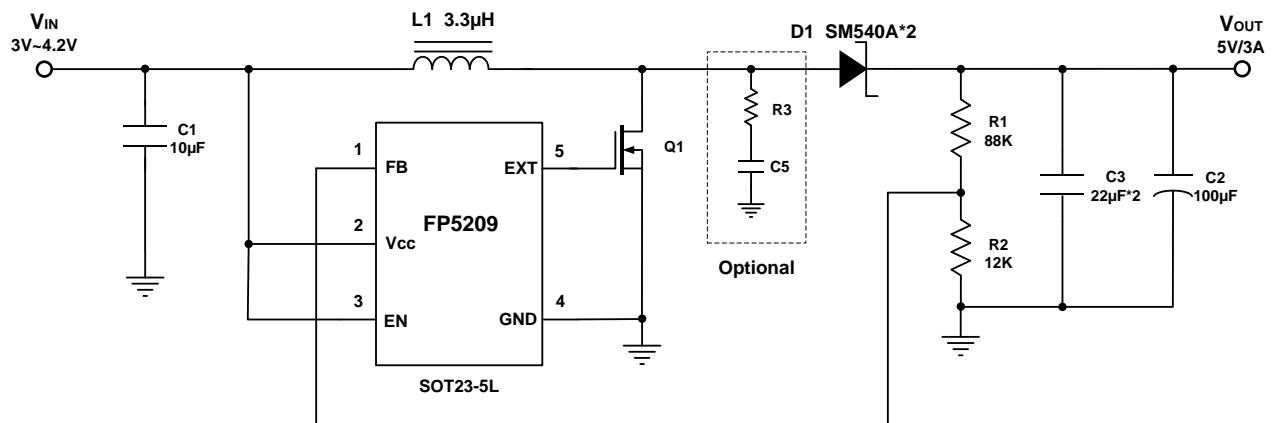 L1 3.3µH
VIN
3V~4.2V
D1 SM540A*2
VOUT
5V/3A
C1
10µF
R3
C5
Optional
Q1
1
FB
2
Vcc
3
EN
FP5209
EXT
5
GND
4
SOT23-5L
R1
88K
R2
12K
C3
22µF*2
C2
100µF